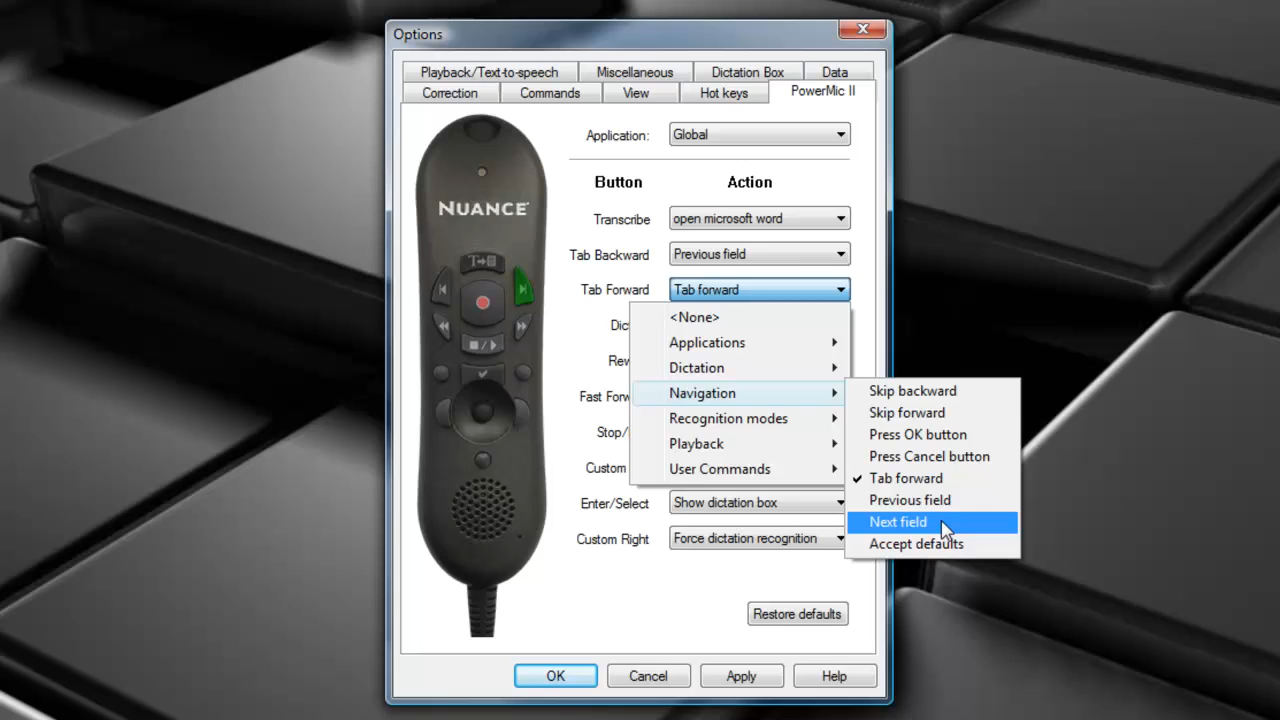 Options
Playback/Text-to-speech Miscellaneous Dictation Box Data
Correction Commands View Hot keys PowerMic II
Application: Global
Button Action
NUANCE
Transcribe open microsoft word
Tab Backward Previous field
Tab Forward Tab forward
<None>
Applications
Dictation
Navigation
Recognition modes
Playback
User Commands
Skip backward
Skip forward
Press OK button
Press Cancel button
Tab forward
Previous field
Next field
Accept defaults
Dic
Rew
Fast Forw
Stop/
Custom
Enter/Select Show dictation box
Custom Right Force dictation recognition
Restore defaults
OK Cancel Apply Help